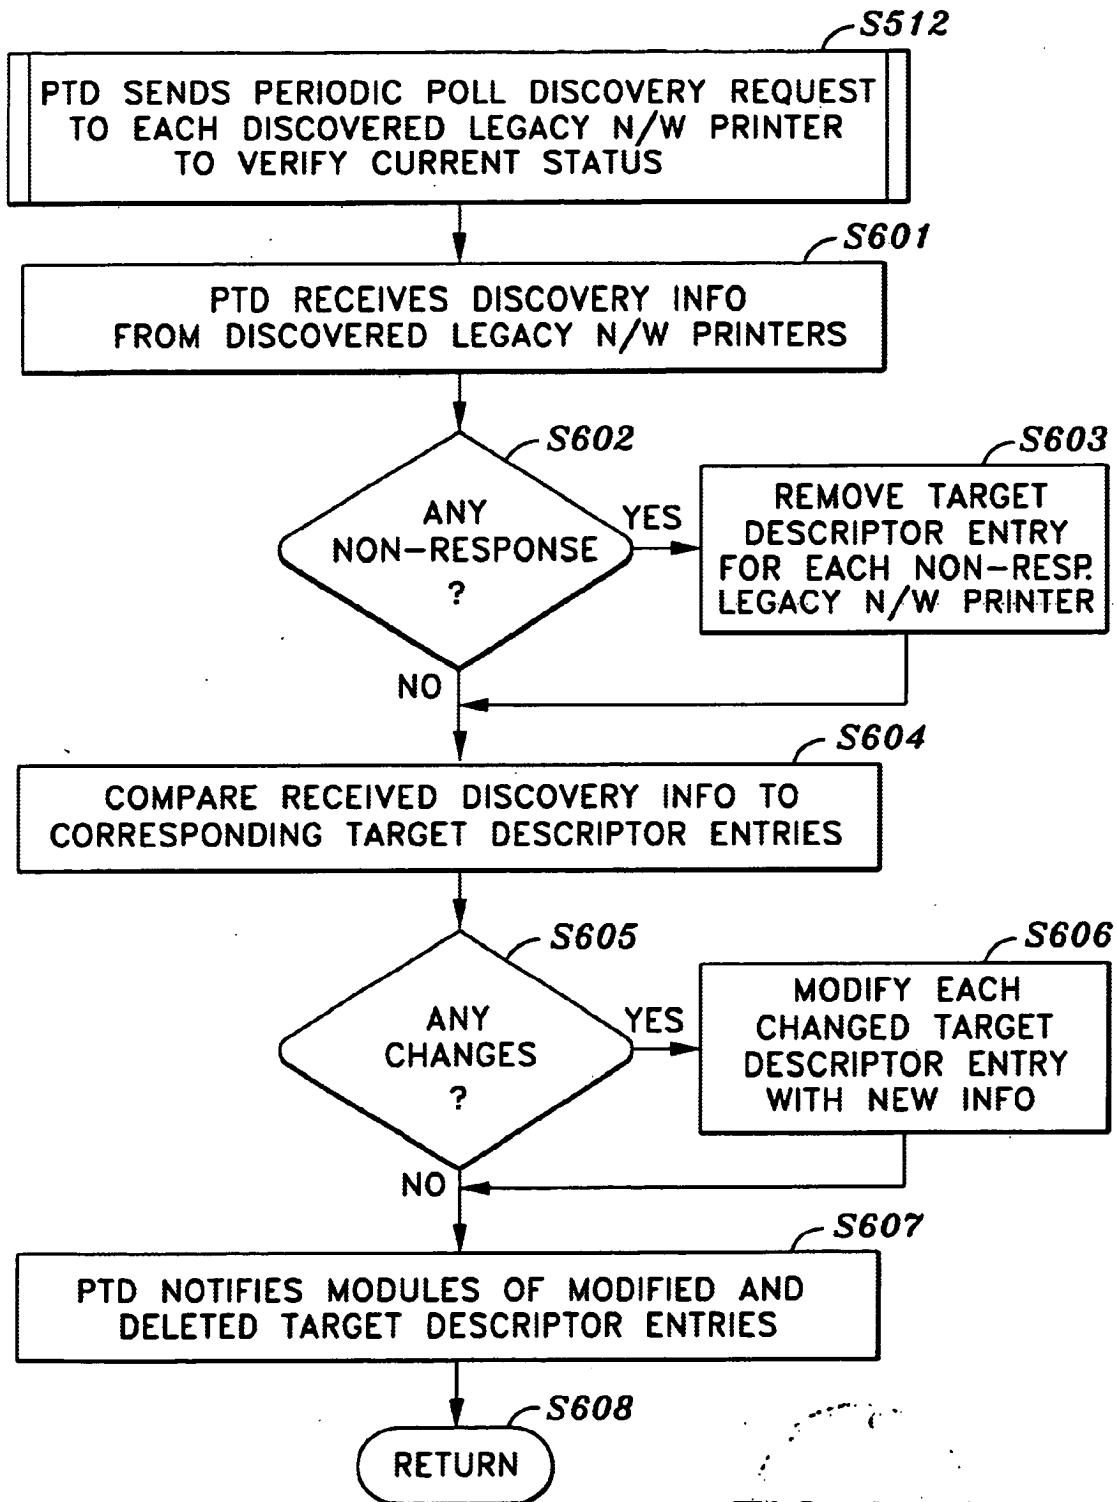 S512
PTD SENDS PERIODIC POLL DISCOVERY REQUEST
TO EACH DISCOVERED LEGACY N/W PRINTER
TO VERIFY CURRENT STATUS
S601
PTD RECEIVES DISCOVERY INFO
FROM DISCOVERED LEGACY N/W PRINTERS
S602
ANY
NON-RESPONSE
?
YES
S603
REMOVE TARGET
DESCRIPTOR ENTRY
FOR EACH NON-RESP.
LEGACY N/W PRINTER
NO
S604
COMPARE RECEIVED DISCOVERY INFO TO
CORRESPONDING TARGET DESCRIPTOR ENTRIES
S605
ANY
CHANGES
?
YES
S606
MODIFY EACH
CHANGED TARGET
DESCRIPTOR ENTRY
WITH NEW INFO
NO
S607
PTD NOTIFIES MODULES OF MODIFIED AND
DELETED TARGET DESCRIPTOR ENTRIES
S608
RETURN